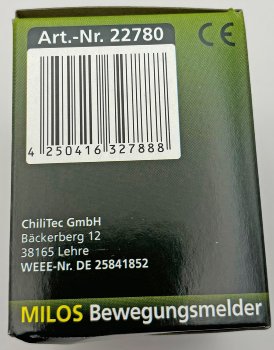 Art.-Nr. 22780
CE
4 250416 327888
ChiliTec GmbH
Bäckerberg 12
38165 Lehre
WEEE-Nr. DE 25841852
MILOS Bewegungsmelder